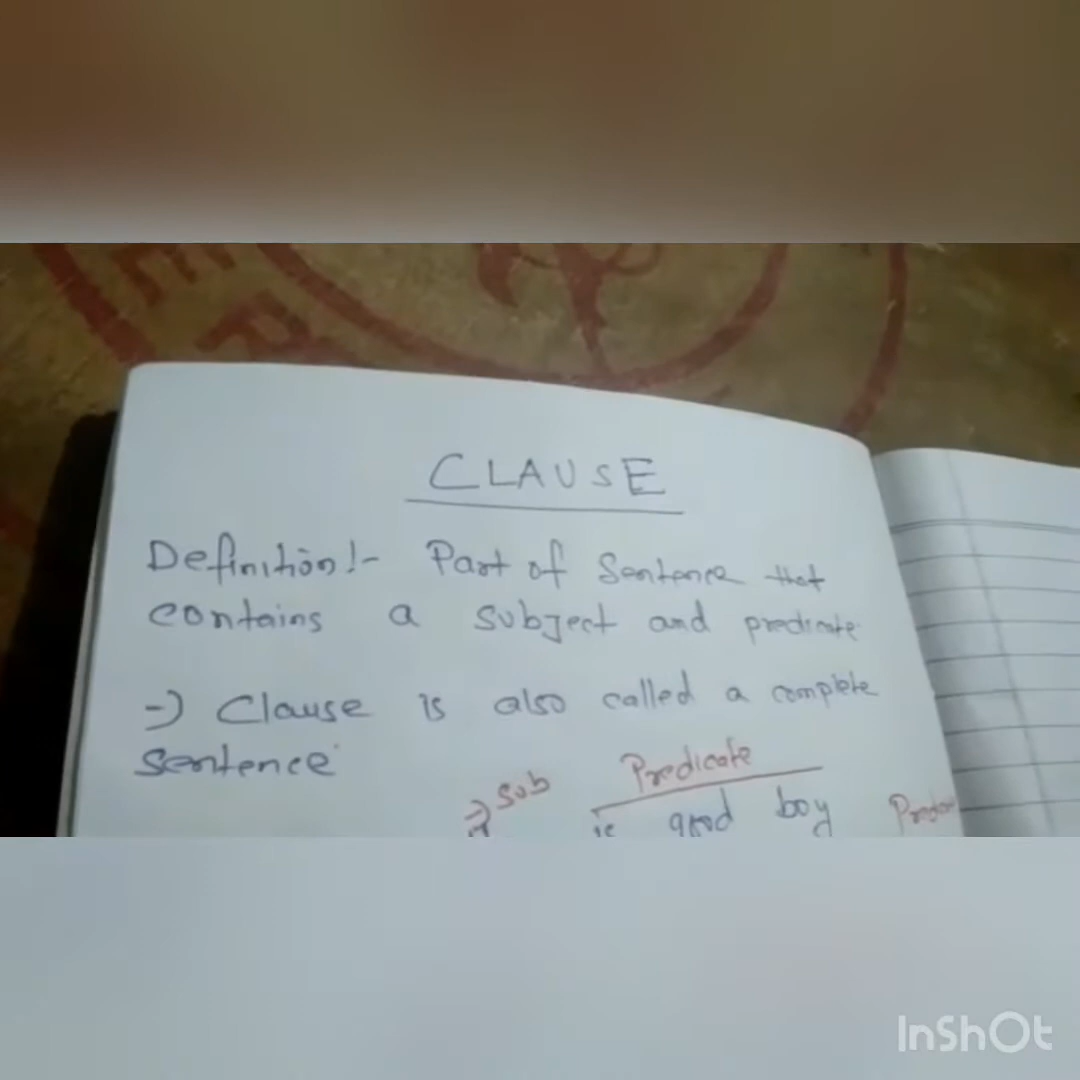 CLAUSE
Definition:- Part of Sentence that
contains a subject and predicate.
-) Clause is also called a complete
sentence
Sub Predicate
is good boy
InShOt